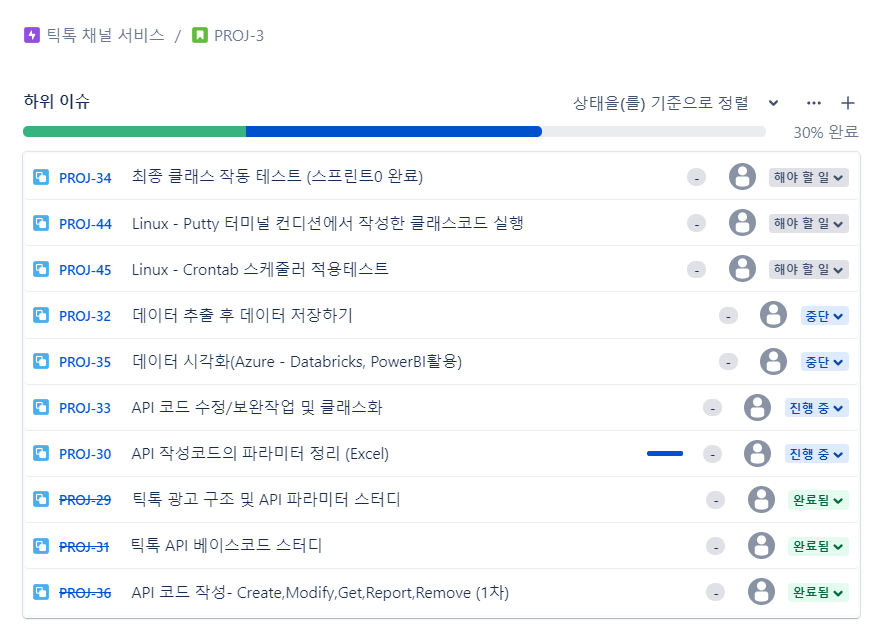 틱톡 채널 서비스 / PROJ-3
하위 이슈 상태을(를) 기준으로 정렬
30% 완료
PROJ-34 최종 클래스 작동 테스트 (스프린트0 완료) - 해야 할 일
PROJ-44 Linux - Putty 터미널 컨디션에서 작성한 클래스코드 실행 - 해야 할 일
PROJ-45 Linux - Crontab 스케줄러 적용테스트 - 해야 할 일
PROJ-32 데이터 추출 후 데이터 저장하기 - 중단
PROJ-35 데이터 시각화(Azure - Databricks, PowerBI활용) - 중단
PROJ-33 API 코드 수정/보완작업 및 클래스화 - 진행 중
PROJ-30 API 작성코드의 파라미터 정리 (Excel) - 진행 중
PROJ-29 틱톡 광고 구조 및 API 파라미터 스터디 - 완료됨
PROJ-31 틱톡 API 베이스코드 스터디 - 완료됨
PROJ-36 API 코드 작성- Create,Modify,Get,Report,Remove (1차) - 완료됨